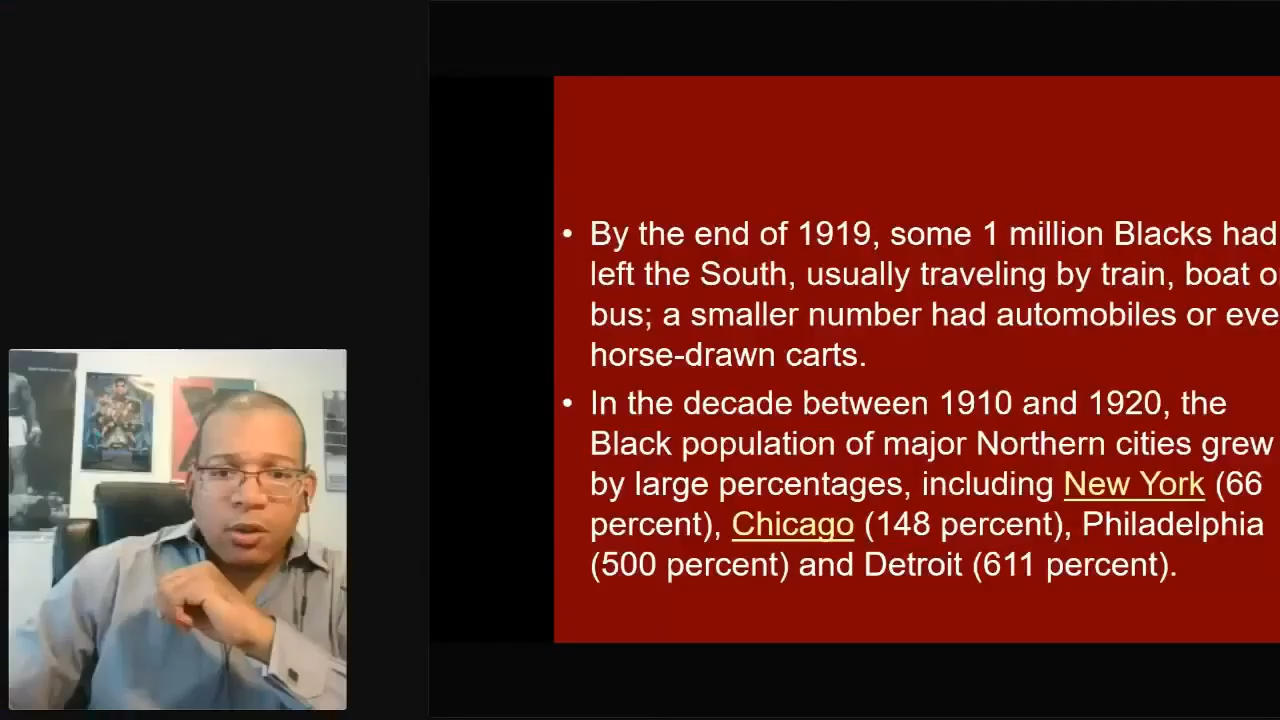 • By the end of 1919, some 1 million Blacks had
left the South, usually traveling by train, boat o
bus; a smaller number had automobiles or eve
horse-drawn carts.
• In the decade between 1910 and 1920, the
Black population of major Northern cities grew
by large percentages, including New York (66
percent), Chicago (148 percent), Philadelphia
(500 percent) and Detroit (611 percent).